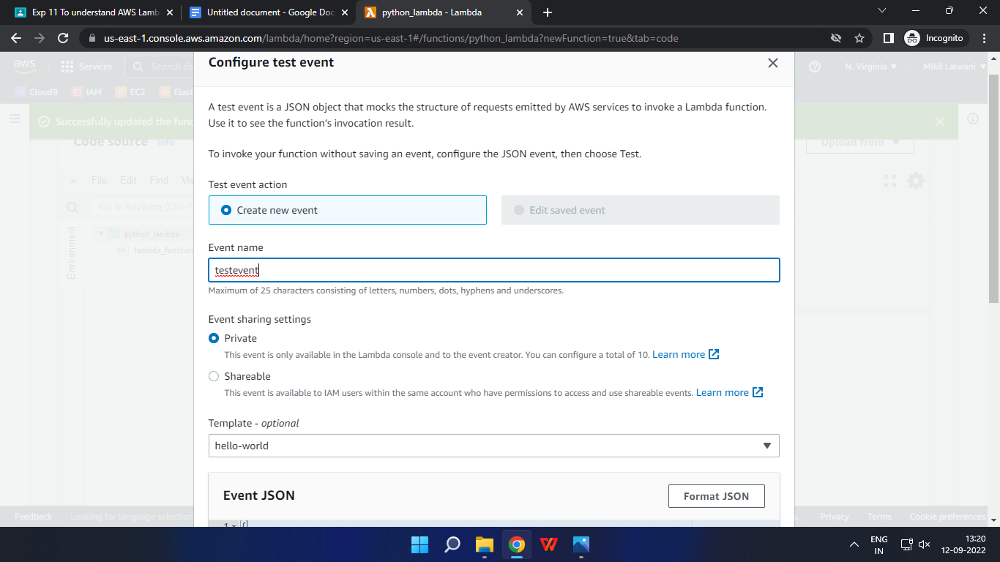 Exp 11 To understand AWS Lamb
Untitled document - Google Doc
python_lambda - Lambda
us-east-1.console.aws.amazon.com/lambda/home?region=us-east-1#/functions/python_lambda?newFunction=true&tab=code
Incognito
aws
Services
Search fo
N. Virginia
Mikil Lalwani
Cloud9
IAM
EC2
Elast
Successfully updated the func
Code source
Info
Upload from
File Edit Find Vie
Go to Anything (Ctrl-P
Environment
python_lambda
lambda_function
Configure test event
A test event is a JSON object that mocks the structure of requests emitted by AWS services to invoke a Lambda function.
Use it to see the function's invocation result.
To invoke your function without saving an event, configure the JSON event, then choose Test.
Test event action
Create new event
Edit saved event
Event name
testevent
Maximum of 25 characters consisting of letters, numbers, dots, hyphens and underscores.
Event sharing settings
Private
This event is only available in the Lambda console and to the event creator. You can configure a total of 10. Learn more
Shareable
This event is available to IAM users within the same account who have permissions to access and use shareable events. Learn more
Template - optional
hello-world
Event JSON
Format JSON
1 {
Feedback
Looking for language selection
Privacy
Terms
Cookie preferences
ENG
IN
13:20
12-09-2022